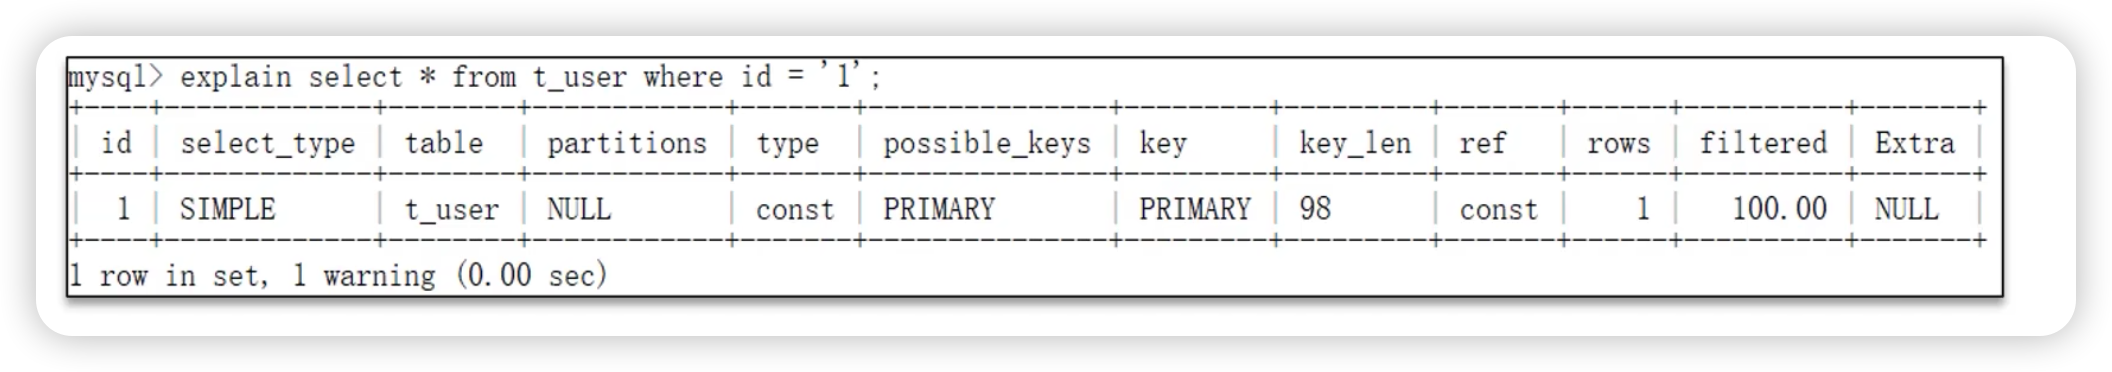 mysql> explain select * from t_user where id = '1';
+----+-------------+--------+------------+-------+---------------+---------+---------+-------+------+----------+-------+
| id | select_type | table  | partitions | type  | possible_keys | key     | key_len | ref   | rows | filtered | Extra |
+----+-------------+--------+------------+-------+---------------+---------+---------+-------+------+----------+-------+
|  1 | SIMPLE      | t_user | NULL       | const | PRIMARY       | PRIMARY | 98      | const |    1 |   100.00 | NULL  |
+----+-------------+--------+------------+-------+---------------+---------+---------+-------+------+----------+-------+
1 row in set, 1 warning (0.00 sec)